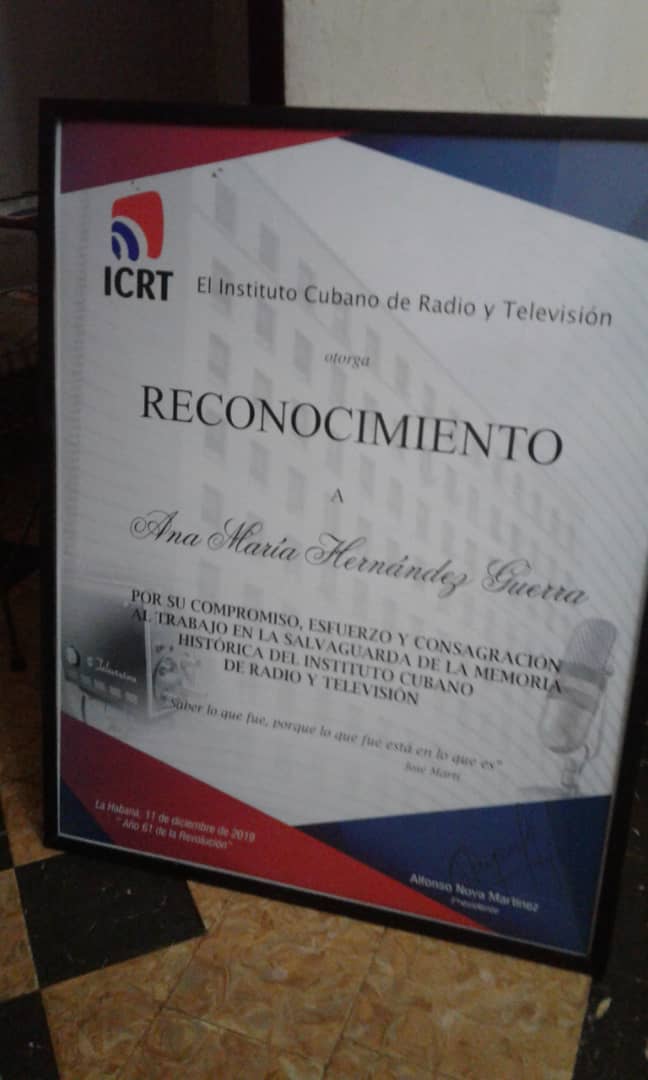 ICRT
El Instituto Cubano de Radio y Televisión
otorga
RECONOCIMIENTO
A
Ana María Hernández Guerra
POR SU COMPROMISO, ESFUERZO Y CONSAGRACIÓN
AL TRABAJO EN LA SALVAGUARDA DE LA MEMORIA
HISTÓRICA DEL INSTITUTO CUBANO
DE RADIO Y TELEVISIÓN
"Saber lo que fue, porque lo que fue está en lo que es"
José Martí
La Habana, 11 de diciembre de 2019
"Año 61 de la Revolución"
Alfonso Noya Martínez
Presidente